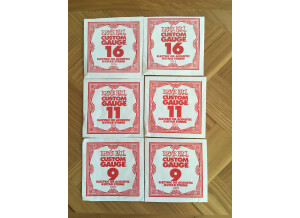 ERNIE BALL
CUSTOM
GAUGE
16
ELECTRIC OR ACOUSTIC
GUITAR STRING
ERNIE BALL
CUSTOM
GAUGE
16
ELECTRIC OR ACOUSTIC
GUITAR STRING
ERNIE BALL
CUSTOM
GAUGE
11
ELECTRIC OR ACOUSTIC
GUITAR STRING
ERNIE BALL
CUSTOM
GAUGE
11
ELECTRIC OR ACOUSTIC
GUITAR STRING
ERNIE BALL
CUSTOM
GAUGE
9
ELECTRIC OR ACOUSTIC
GUITAR STRING
ERNIE BALL
CUSTOM
GAUGE
9
ELECTRIC OR ACOUSTIC
GUITAR STRING